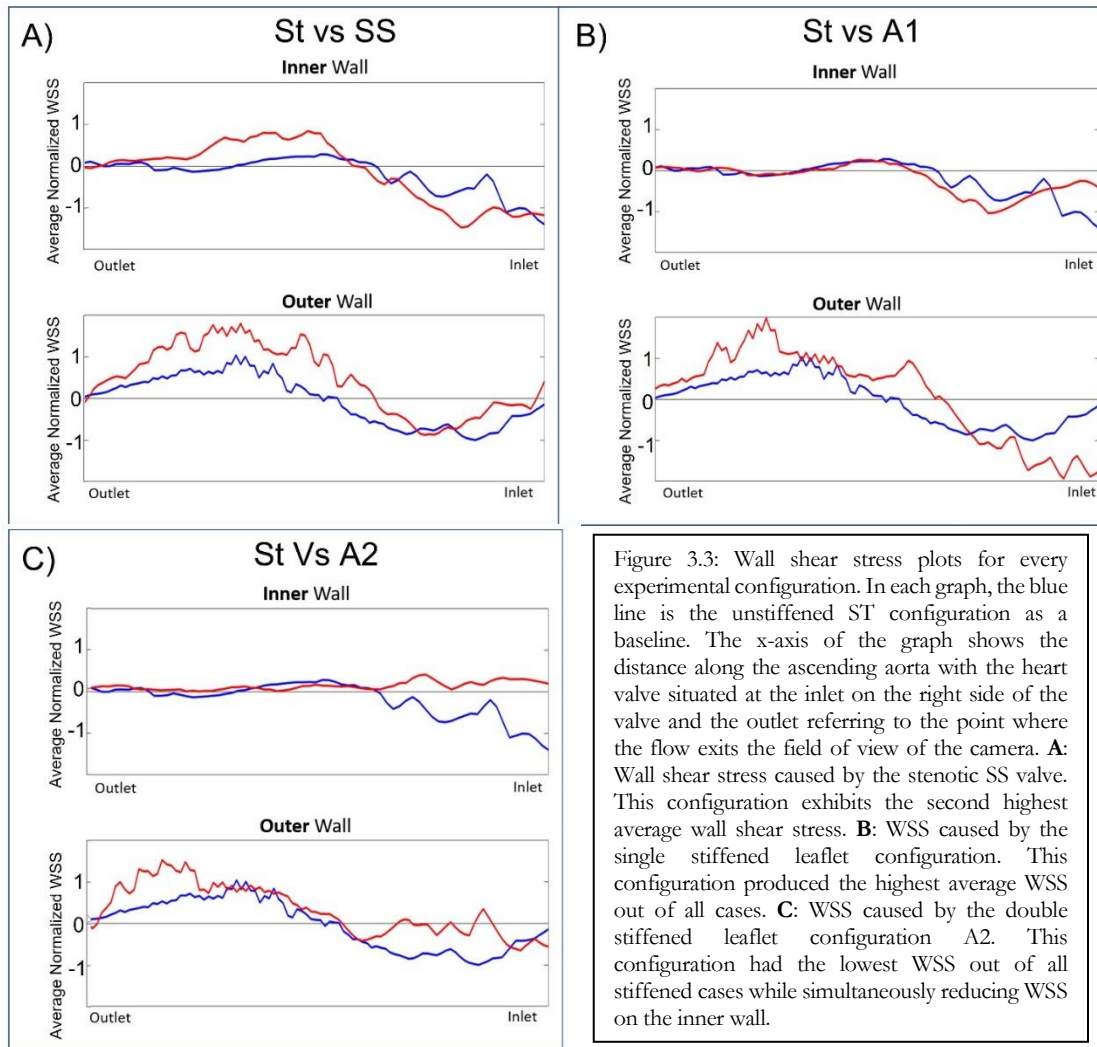 A)
St vs SS
Inner Wall
Average Normalized WSS
1
0
-1
Outlet
Inlet
Outer Wall
Average Normalized WSS
1
0
-1
Outlet
Inlet
B)
St vs A1
Inner Wall
Average Normalized WSS
1
0
-1
Outlet
Inlet
Outer Wall
Average Normalized WSS
1
0
-1
Outlet
Inlet
C)
St Vs A2
Inner Wall
Average Normalized WSS
1
0
-1
Outlet
Inlet
Outer Wall
Average Normalized WSS
1
0
-1
Outlet
Inlet
Figure 3.3: Wall shear stress plots for every
experimental configuration. In each graph, the blue
line is the unstiffened ST configuration as a
baseline. The x-axis of the graph shows the
distance along the ascending aorta with the heart
valve situated at the inlet on the right side of the
valve and the outlet referring to the point where
the flow exits the field of view of the camera. A:
Wall shear stress caused by the stenotic SS valve.
This configuration exhibits the second highest
average wall shear stress. B: WSS caused by the
single stiffened leaflet configuration. This
configuration produced the highest average WSS
out of all cases. C: WSS caused by the double
stiffened leaflet configuration A2. This
configuration had the lowest WSS out of all
stiffened cases while simultaneously reducing WSS
on the inner wall.